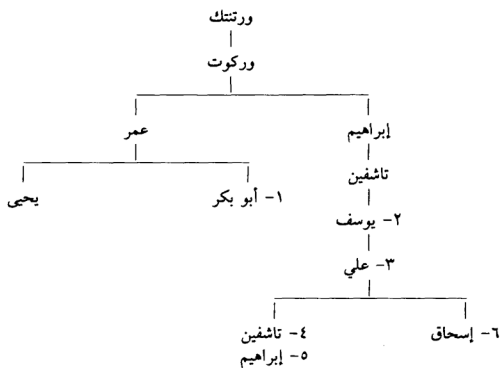 ورتنتك
وركوت
إبراهيم
عمر
تاشفين
١- أبو بكر
يحيى
٢- يوسف
٣- علي
٦- إسحاق
٤- تاشفين
٥- إبراهيم